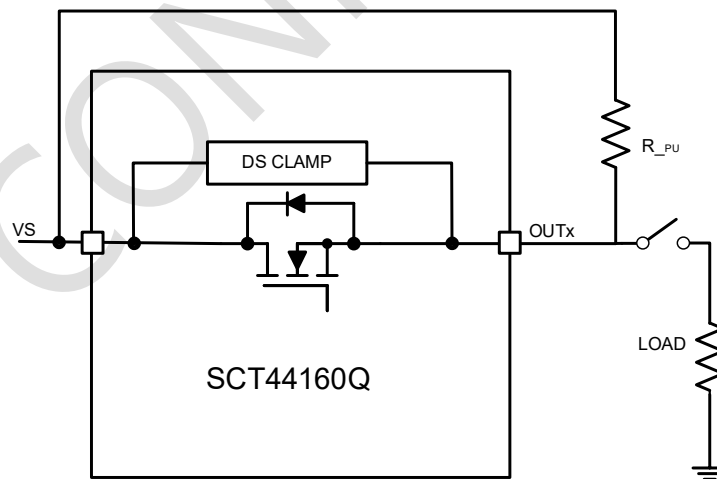 DS CLAMP
R_PU
VS
OUTx
LOAD
SCT44160Q